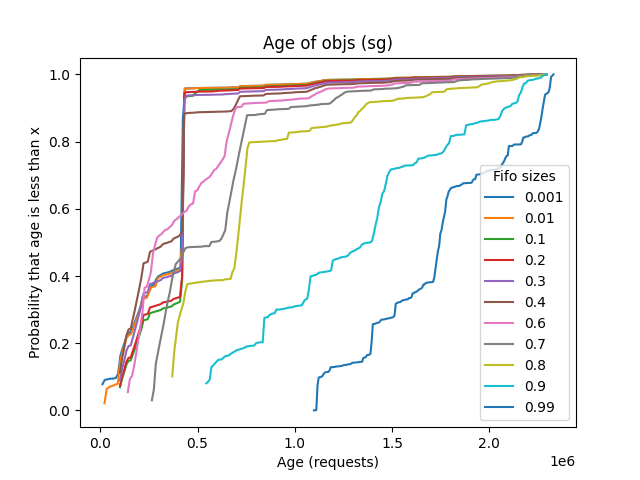 Age of objs (sg)
Probability that age is less than x
1.0
0.8
0.6
0.4
0.2
0.0
Fifo sizes
0.001
0.01
0.1
0.2
0.3
0.4
0.6
0.7
0.8
0.9
0.99
0.0 0.5 1.0 1.5 2.0
1e6
Age (requests)